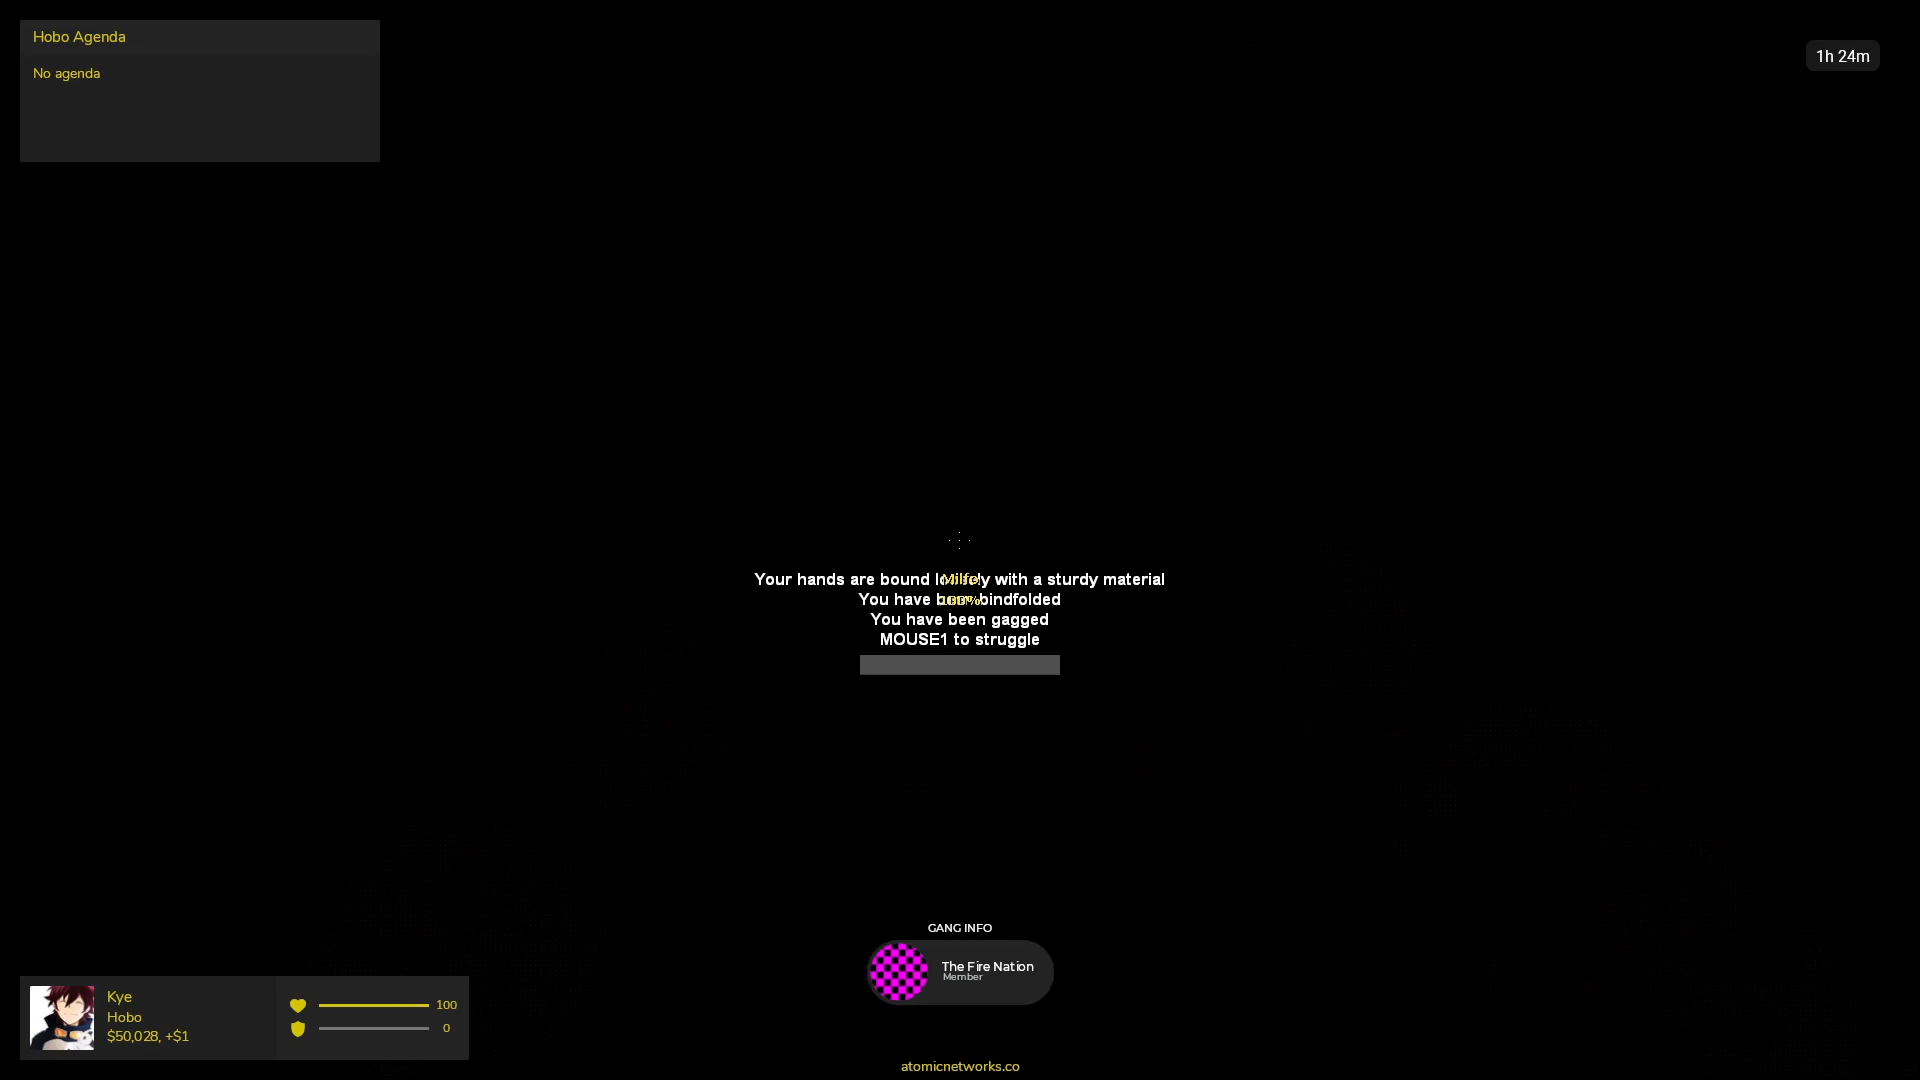 Hobo Agenda
No agenda
1h 24m
Your hands are bound with a sturdy material
You have bindfolded
You have been gagged
MOUSE1 to struggle
GANG INFO
The Fire Nation
Member
Kye
Hobo
$50,028, +$1
100
0
atomicnetworks.co